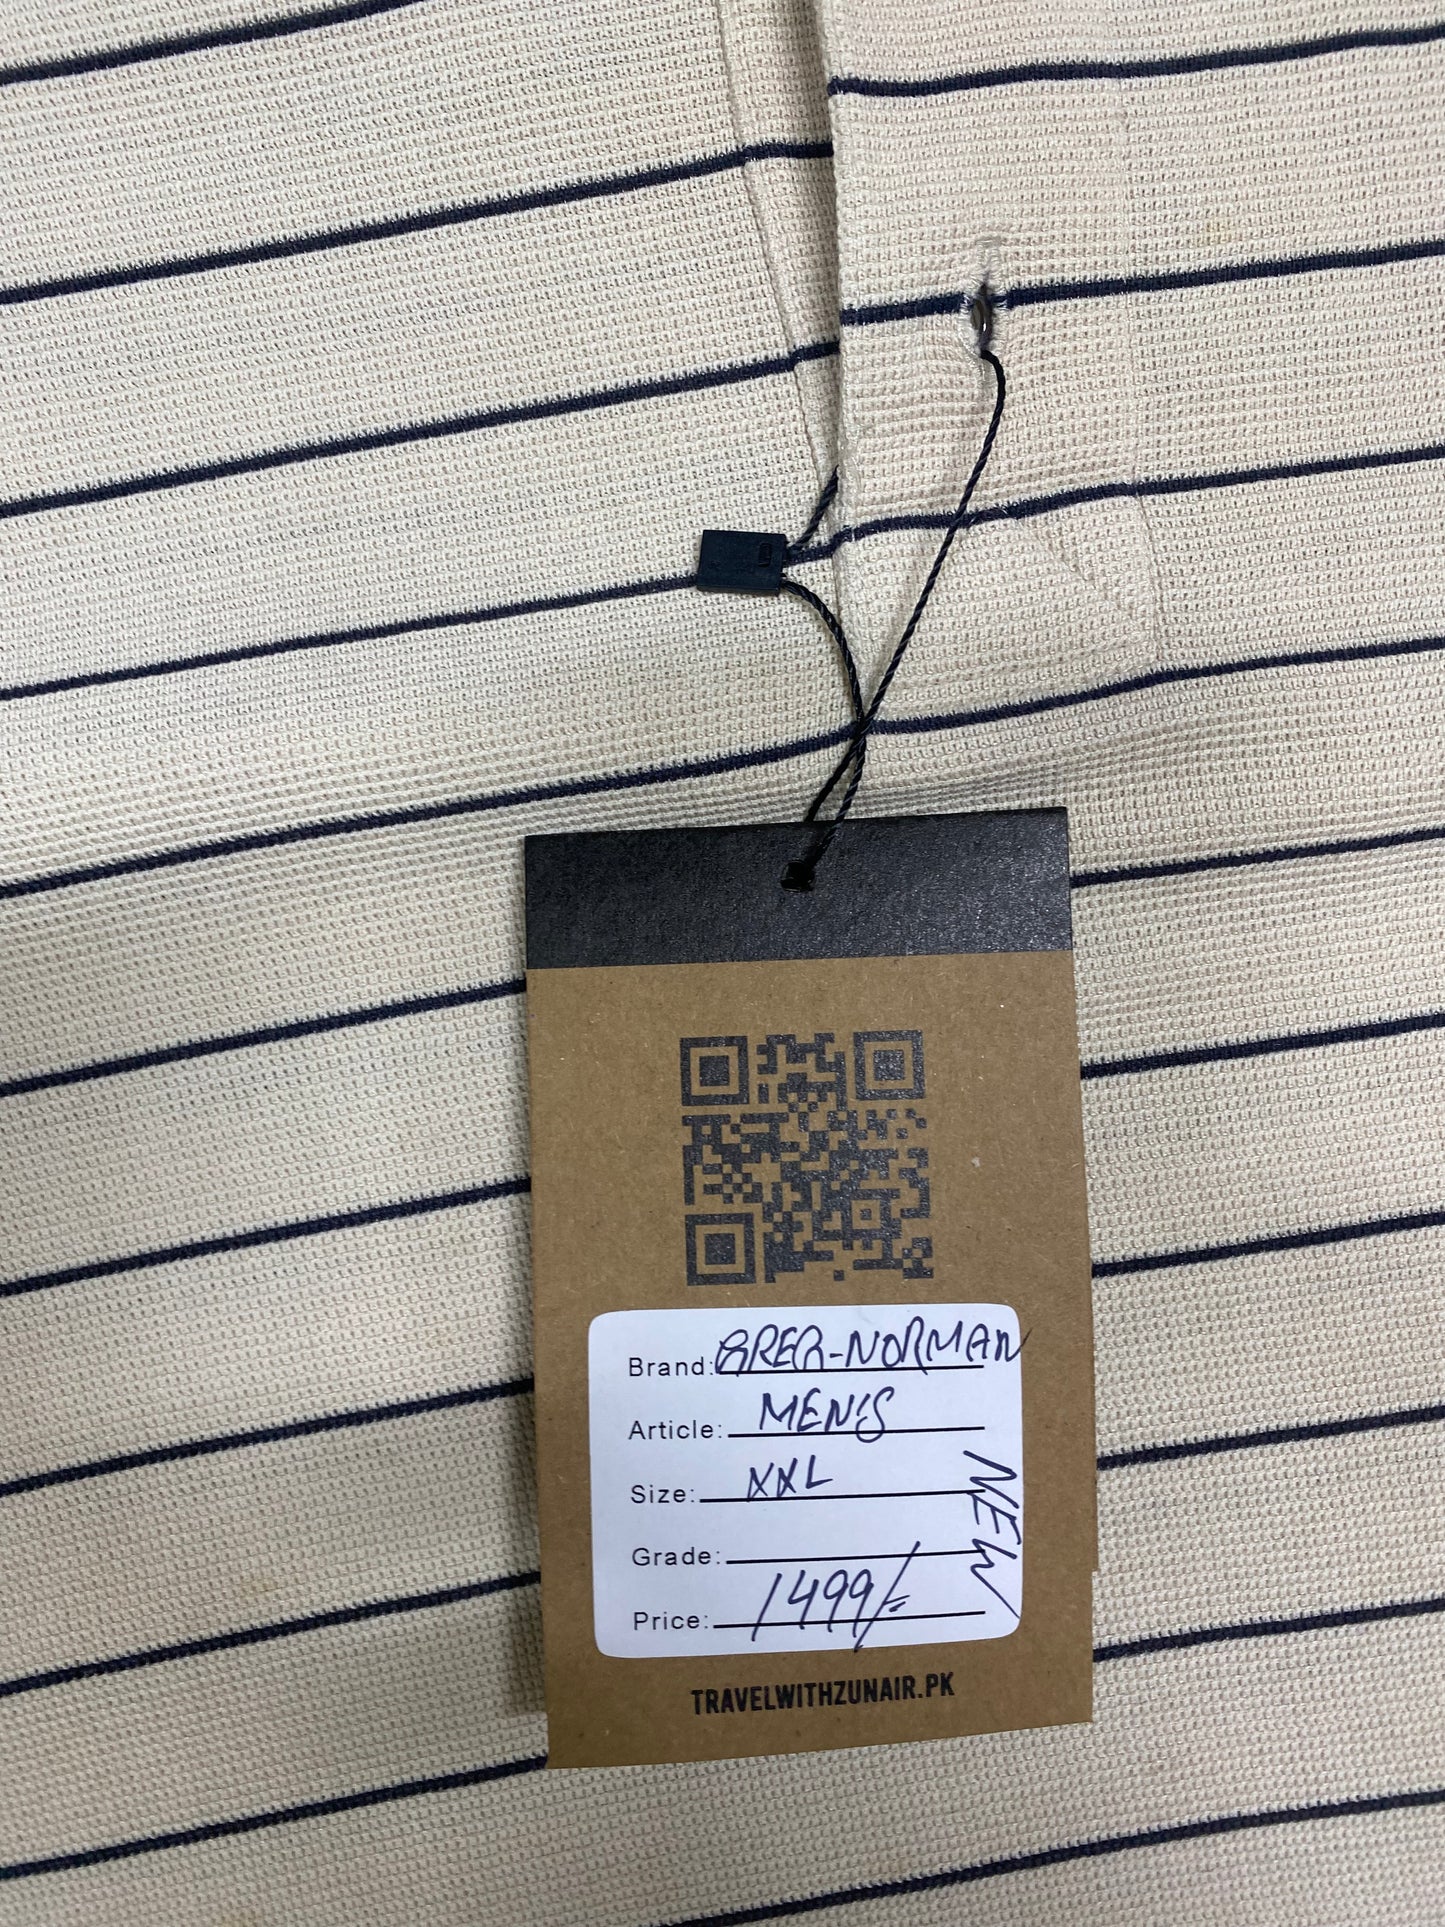 Brand: GREG-NORMAN
Article: MEN'S
Size: XXL
NEW
Grade:
Price: 1499/=
TRAVELWITHZUNAIR.PK